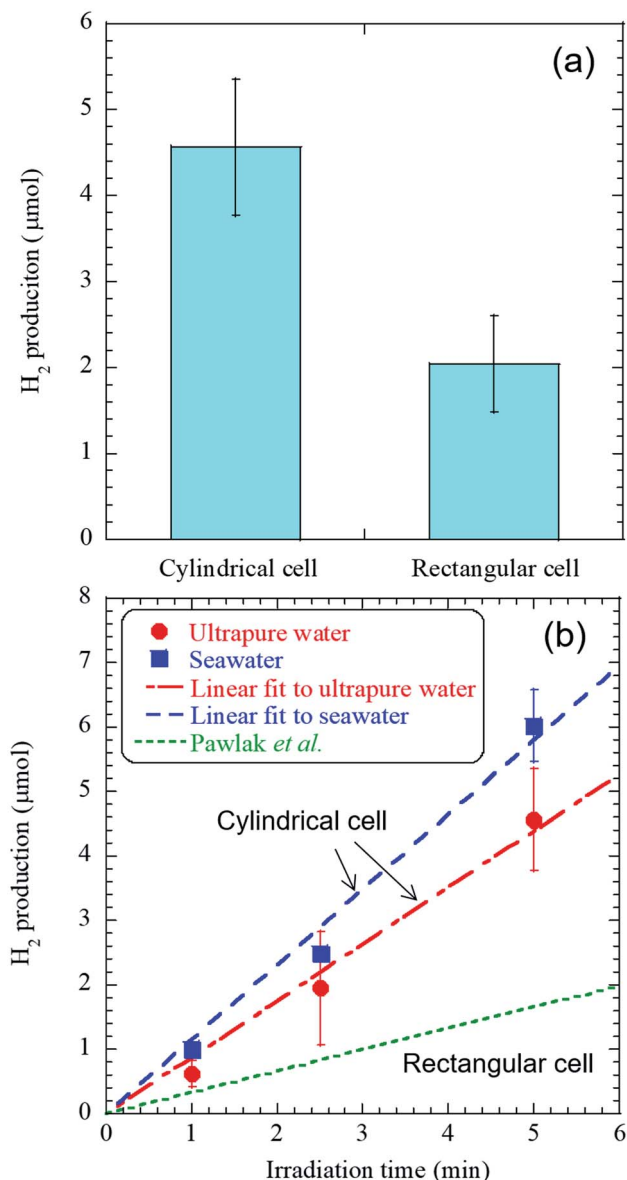 (a)
H2 produciton (μmol)
6
5
4
3
2
1
0
Cylindrical cell
Rectangular cell
(b)
H2 production (μmol)
8
7
6
5
4
3
2
1
0
Ultrapure water
Seawater
Linear fit to ultrapure water
Linear fit to seawater
Pawlak et al.
Cylindrical cell
Rectangular cell
0 1 2 3 4 5 6
Irradiation time (min)